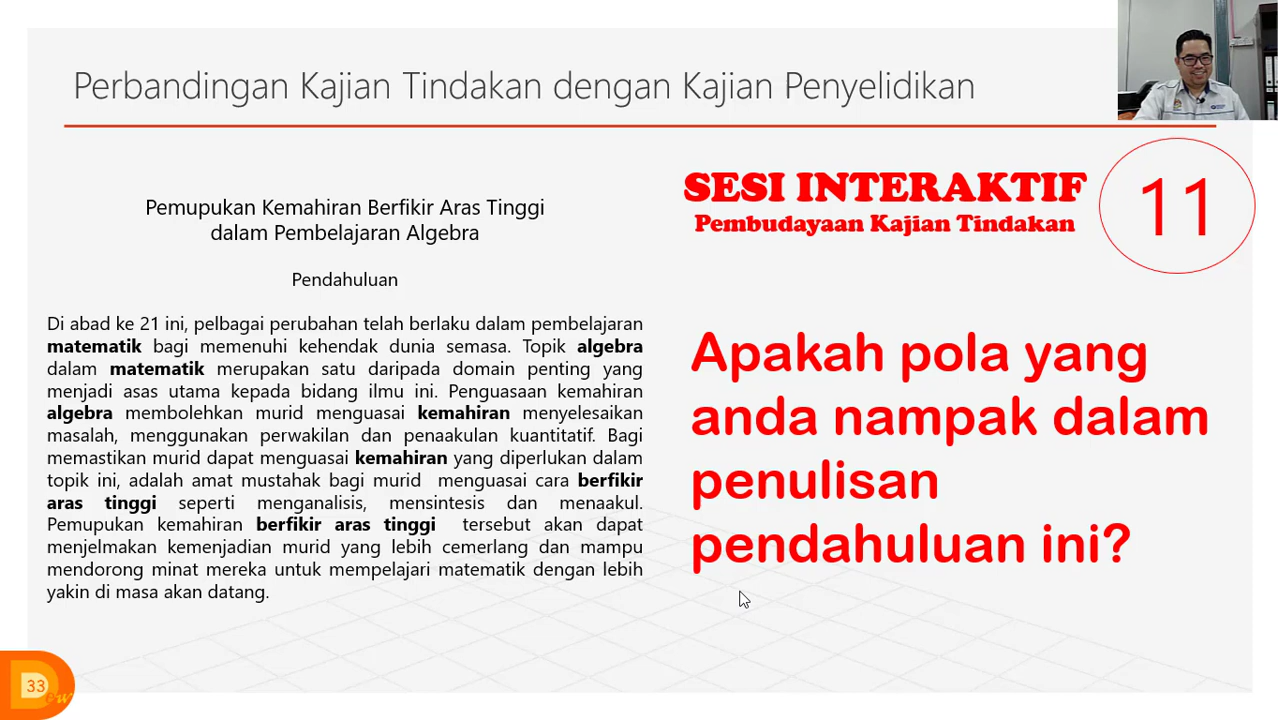 Perbandingan Kajian Tindakan dengan Kajian Penyelidikan
Pemupukan Kemahiran Berfikir Aras Tinggi
dalam Pembelajaran Algebra
Pendahuluan
Di abad ke 21 ini, pelbagai perubahan telah berlaku dalam pembelajaran
matematik bagi memenuhi kehendak dunia semasa. Topik algebra
dalam matematik merupakan satu daripada domain penting yang
menjadi asas utama kepada bidang ilmu ini. Penguasaan kemahiran
algebra membolehkan murid menguasai kemahiran menyelesaikan
masalah, menggunakan perwakilan dan penaakulan kuantitatif. Bagi
memastikan murid dapat menguasai kemahiran yang diperlukan dalam
topik ini, adalah amat mustahak bagi murid menguasai cara berfikir
aras tinggi seperti menganalisis, mensintesis dan menaakul.
Pemupukan kemahiran berfikir aras tinggi tersebut akan dapat
menjelmakan kemenjadian murid yang lebih cemerlang dan mampu
mendorong minat mereka untuk mempelajari matematik dengan lebih
yakin di masa akan datang.
SESI INTERAKTIF
Pembudayaan Kajian Tindakan
11
Apakah pola yang
anda nampak dalam
penulisan
pendahuluan ini?
33